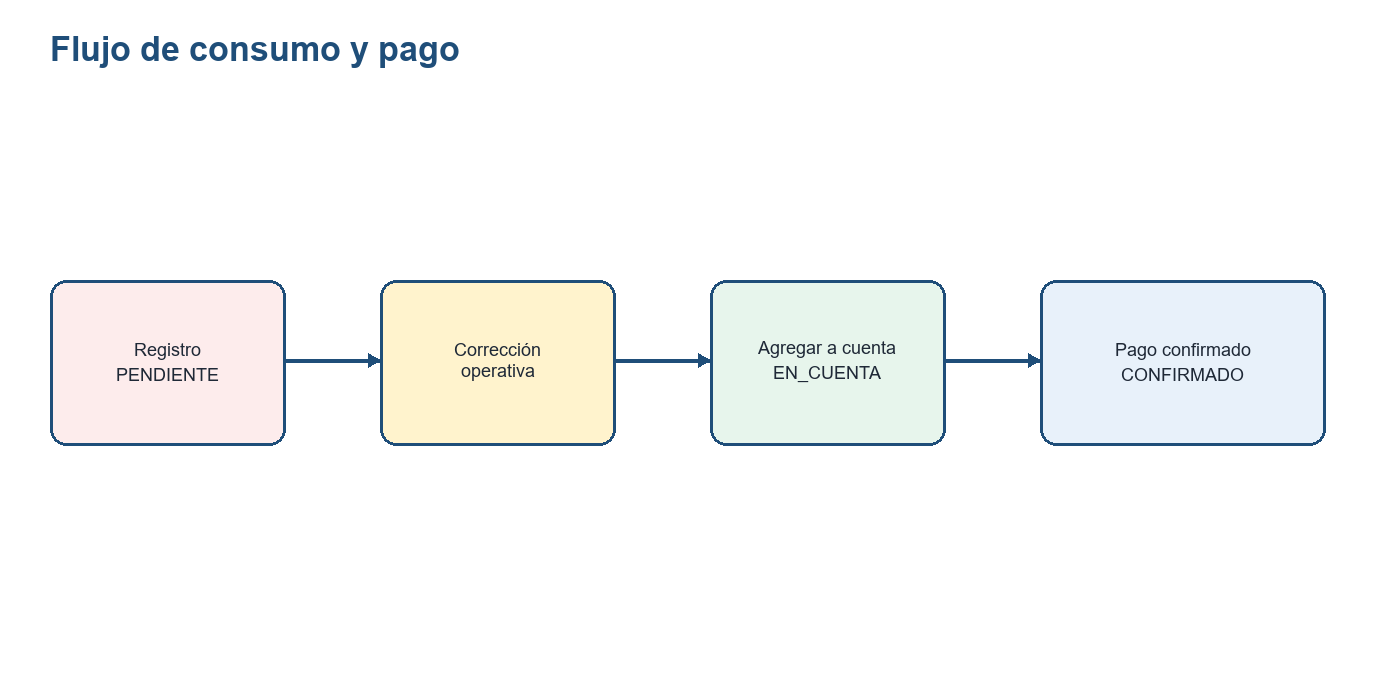 Flujo de consumo y pago
Registro
PENDIENTE
Corrección
operativa
Agregar a cuenta
EN_CUENTA
Pago confirmado
CONFIRMADO